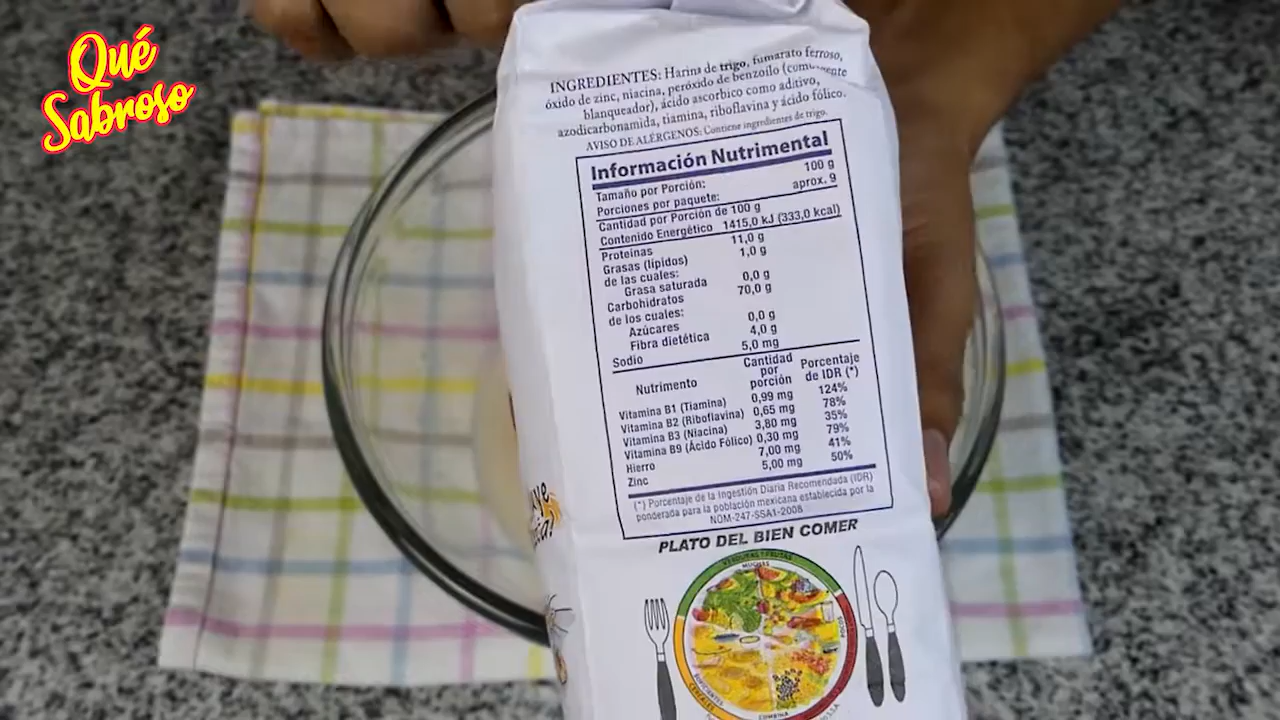 Qué
Sabroso
INGREDIENTES: Harina de trigo, fumarato ferroso,
óxido de zinc, niacina, peróxido de benzoílo (como
blanqueador), ácido ascorbico como aditivo,
azodicarbonamida, tiamina, riboflavina y ácido fólico.
AVISO DE ALÉRGENOS: Contiene ingredientes de trigo.
Información Nutrimental
Tamaño por Porción: 100 g
Porciones por paquete: aprox. 9
Cantidad por Porción de 100 g
Contenido Energético 1415,0 kJ (333,0 kcal)
Proteínas 11,0 g
Grasas (lípidos) 1,0 g
de las cuales:
Grasa saturada 0,0 g
Carbohidratos 70,0 g
de los cuales:
Azúcares 0,0 g
Fibra dietética 4,0 g
Sodio 5,0 mg
Nutrimento Cantidad por porción Porcentaje de IDR (*)
Vitamina B1 (Tiamina) 0,99 mg 124%
Vitamina B2 (Riboflavina) 0,65 mg 78%
Vitamina B3 (Niacina) 3,80 mg 35%
Vitamina B9 (Ácido Fólico) 0,30 mg 79%
Hierro 7,00 mg 41%
Zinc 5,00 mg 50%
(*) Porcentaje de la Ingestión Diaria Recomendada (IDR)
ponderada para la población mexicana establecida por la
NOM-247-SSA1-2008
PLATO DEL BIEN COMER
VERDURAS Y FRUTAS
MUCHAS
SUFICIENTES
CEREALES
COMBINA